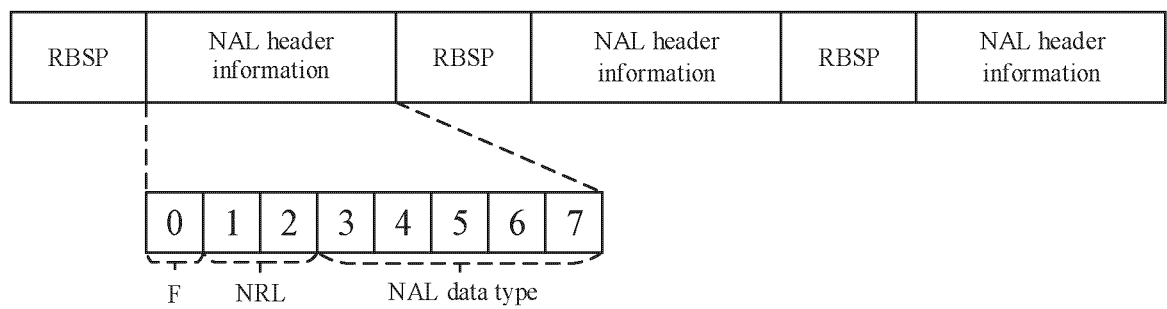 RBSP
NAL header
information
RBSP
NAL header
information
RBSP
NAL header
information
0 1 2 3 4 5 6 7
F
NRL
NAL data type